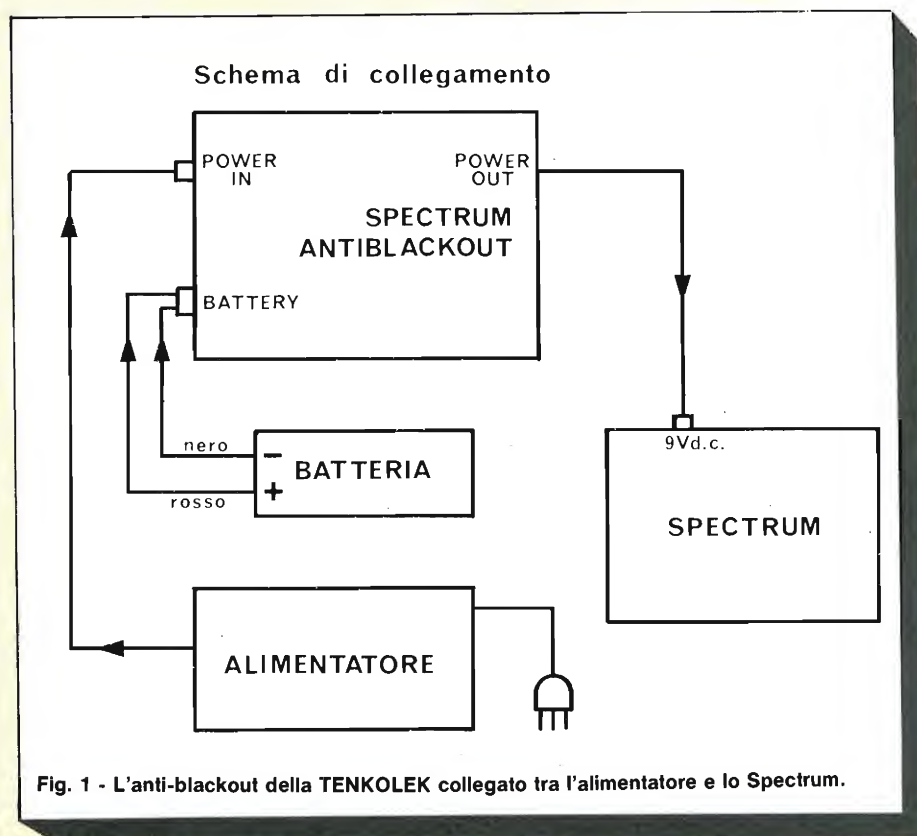 Schema di collegamento
POWER
IN
POWER
OUT
SPECTRUM
ANTIBLACKOUT
BATTERY
nero
−
BATTERIA
+
rosso
9Vd.c.
SPECTRUM
ALIMENTATORE
Fig. 1 - L'anti-blackout della TENKOLEK collegato tra l'alimentatore e lo Spectrum.